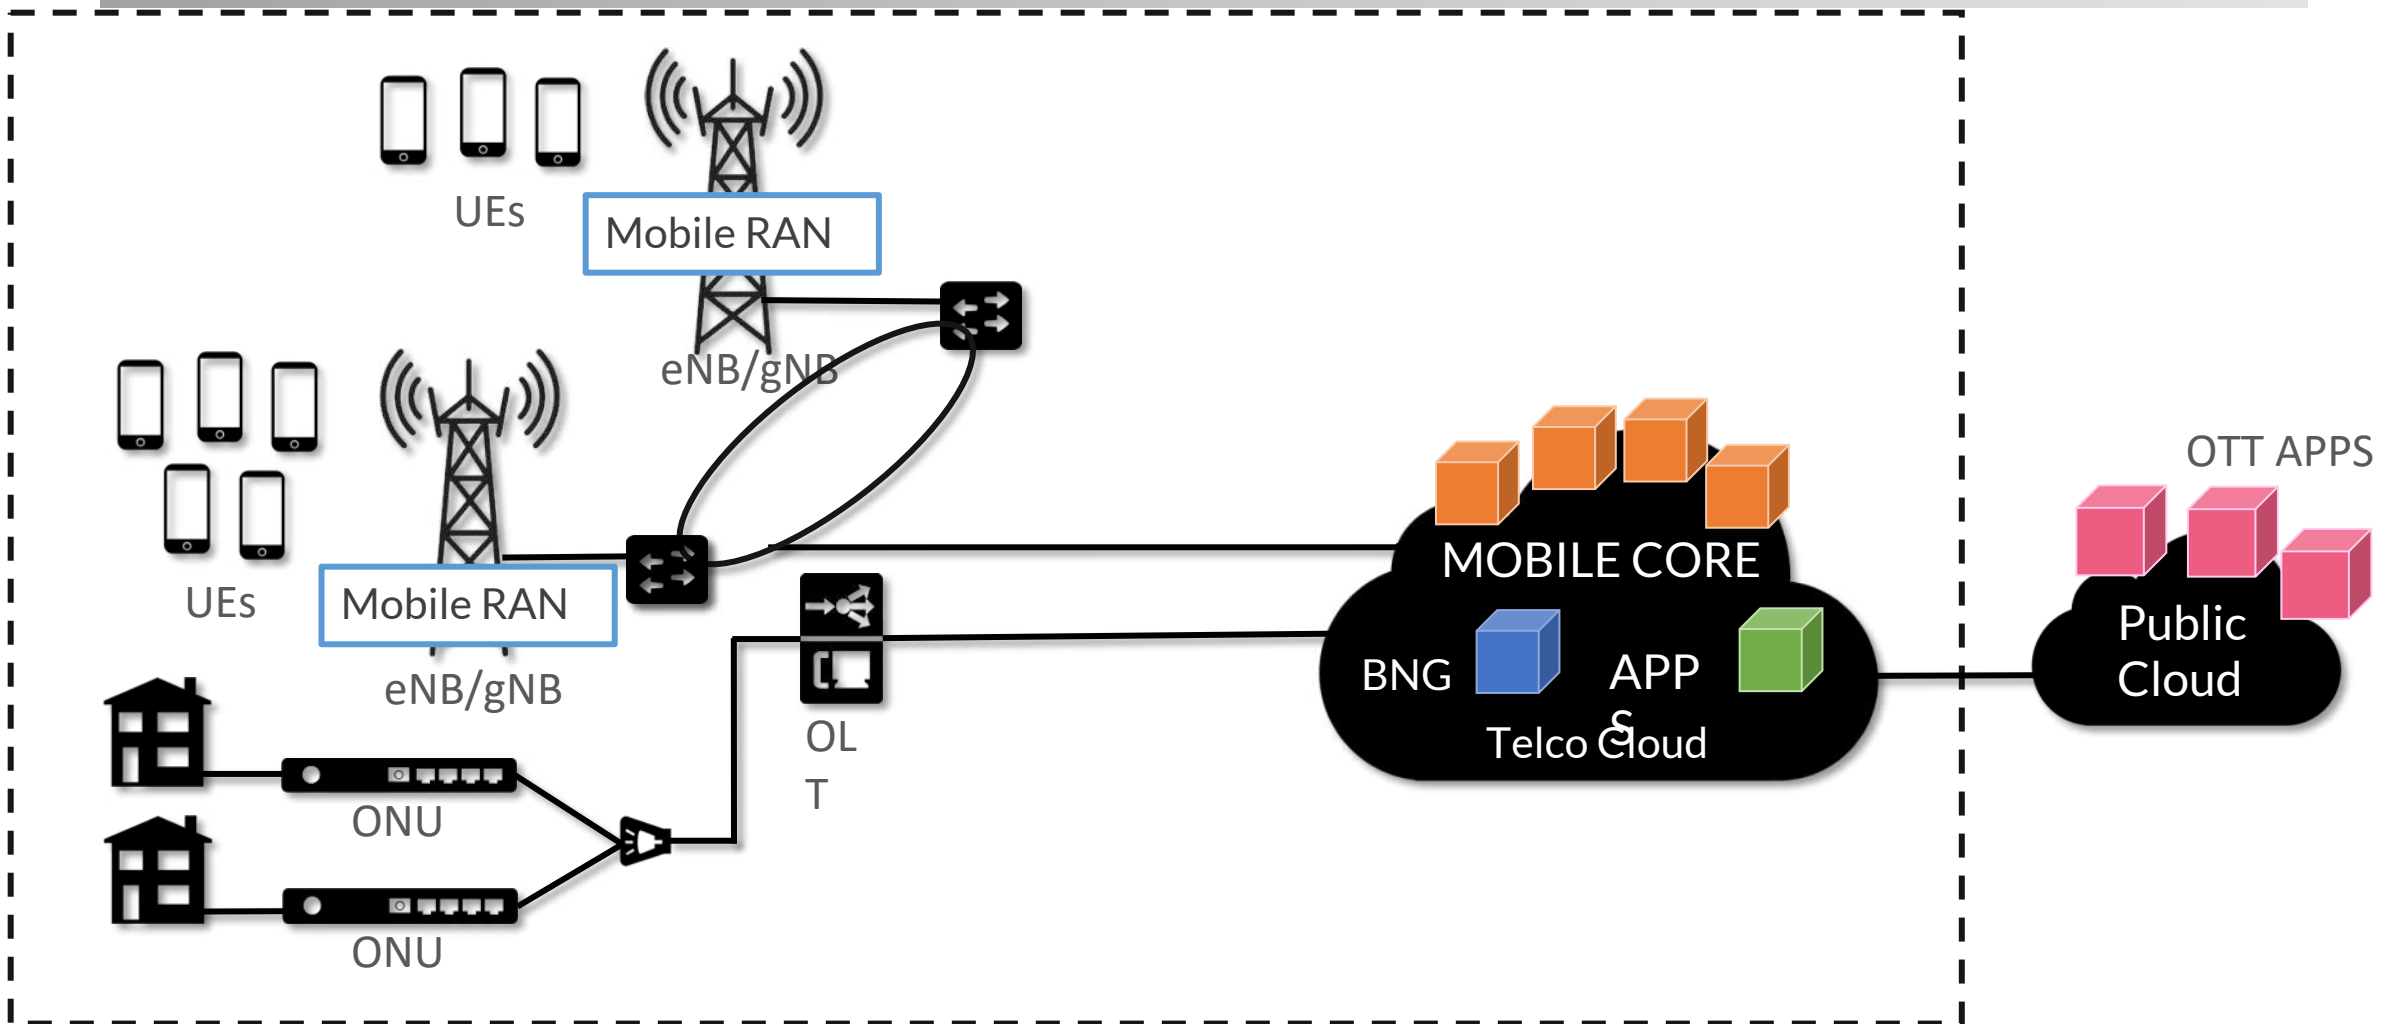 UEs
Mobile RAN
eNB/gNB
UEs
Mobile RAN
eNB/gNB
OL
T
ONU
ONU
MOBILE CORE
BNG
APP
S
Telco Cloud
OTT APPS
Public
Cloud